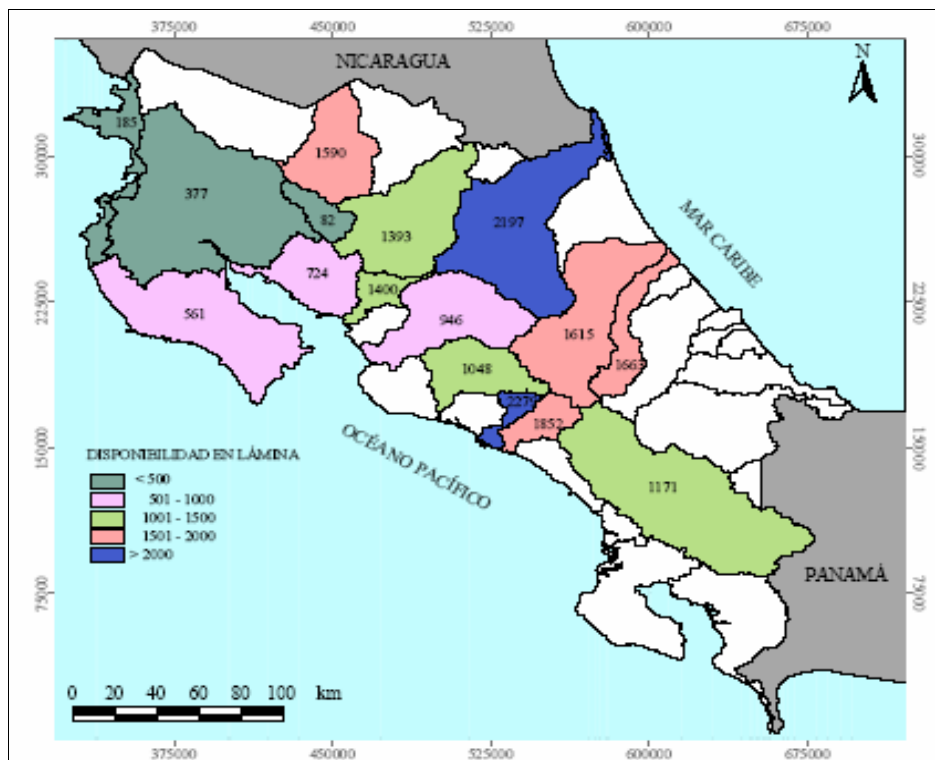 375000 450000 525000 600000 675000
NICARAGUA
N
185
1590
300000
300000
377
82
2197
MAR CARIBE
1393
724
1400
225000
225000
561
946
1615
1663
1048
2279
1852
OCÉANO PACÍFICO
150000
150000
DISPONIBILIDAD EN LÁMINA
< 500
501 - 1000
1001 - 1500
1501 - 2000
> 2000
1171
PANAMÁ
75000
75000
0 20 40 60 80 100 km
375000 450000 525000 600000 675000